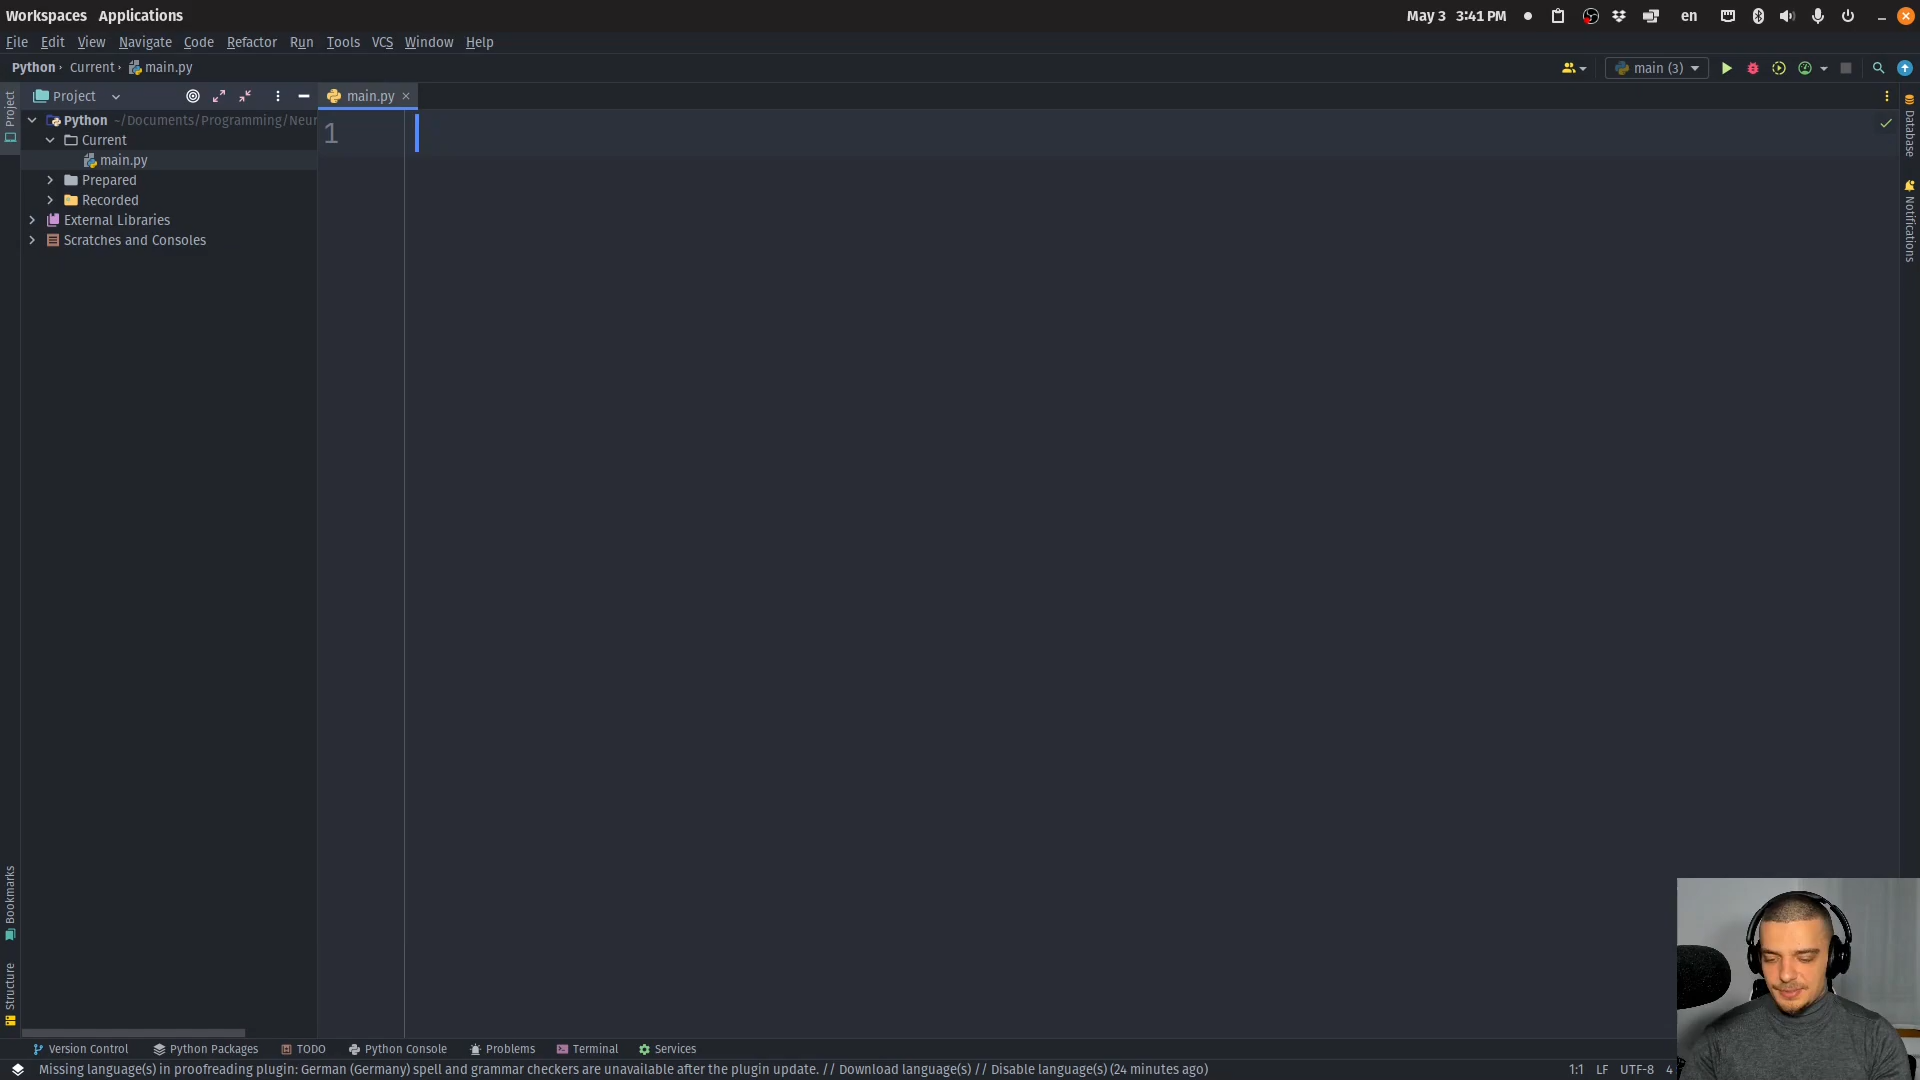 Workspaces Applications
May 3 3:41 PM
en
File Edit View Navigate Code Refactor Run Tools VCS Window Help
Python Current main.py
main (3)
Project
Project
main.py
Database
Notifications
Python ~/Documents/Programming/Neur
Current
main.py
Prepared
Recorded
External Libraries
Scratches and Consoles
1
Bookmarks
Structure
Version Control Python Packages TODO Python Console Problems Terminal Services
Missing language(s) in proofreading plugin: German (Germany) spell and grammar checkers are unavailable after the plugin update. // Download language(s) // Disable language(s) (24 minutes ago)
1:1 LF UTF-8 4